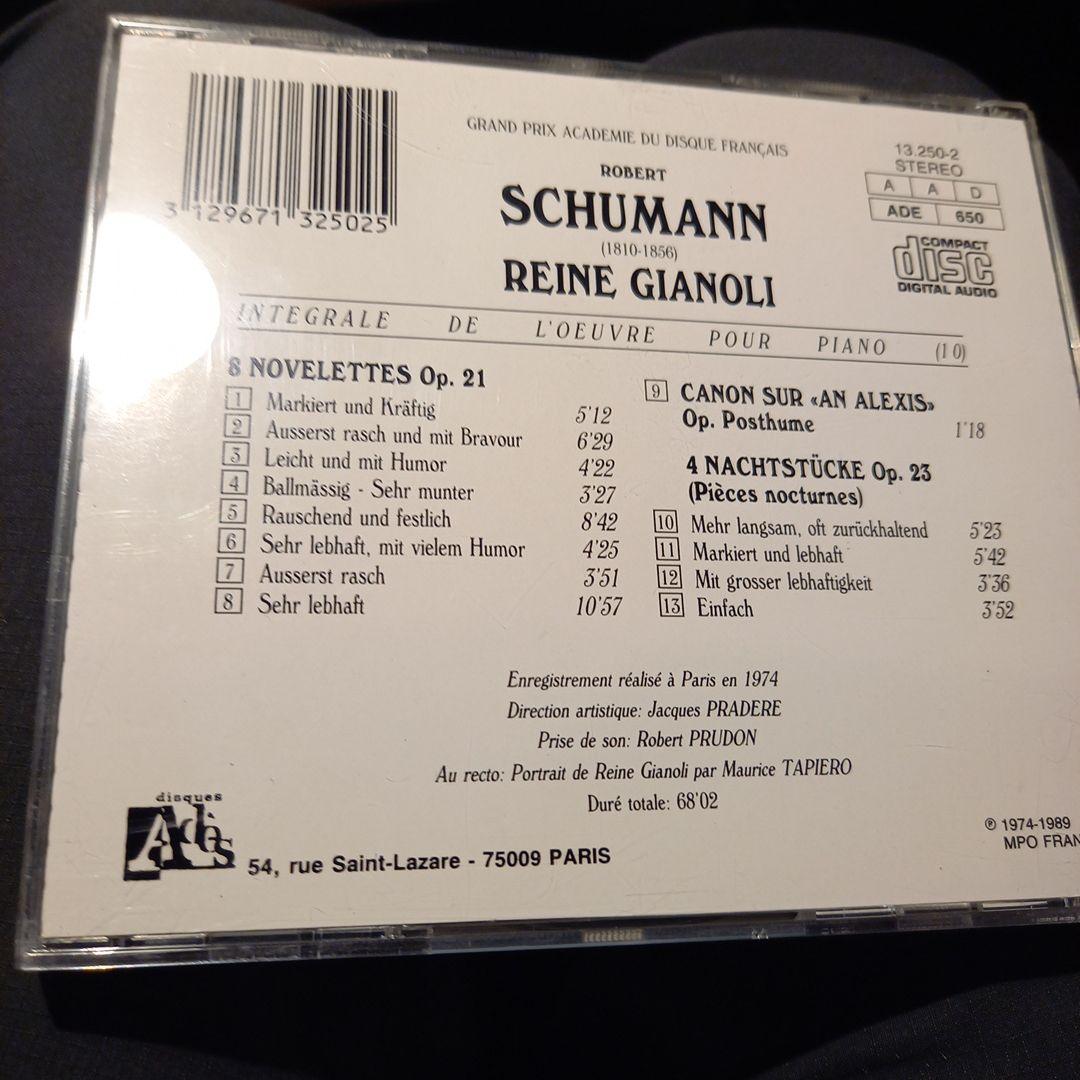 GRAND PRIX ACADEMIE DU DISQUE FRANÇAIS
ROBERT
SCHUMANN
(1810-1856)
REINE GIANOLI
3 129671 325025
13.250-2
STEREO
A A D
ADE 650
COMPACT
disc
DIGITAL AUDIO
INTEGRALE DE L'OEUVRE POUR PIANO (10)
8 NOVELETTES Op. 21
1 Markiert und Kräftig 5'12
2 Ausserst rasch und mit Bravour 6'29
3 Leicht und mit Humor 4'22
4 Ballmässig - Sehr munter 3'27
5 Rauschend und festlich 8'42
6 Sehr lebhaft, mit vielem Humor 4'25
7 Ausserst rasch 3'51
8 Sehr lebhaft 10'57
9 CANON SUR «AN ALEXIS»
Op. Posthume 1'18
4 NACHTSTÜCKE Op. 23
(Pièces nocturnes)
10 Mehr langsam, oft zurückhaltend 5'23
11 Markiert und lebhaft 5'42
12 Mit grosser lebhaftigkeit 3'36
13 Einfach 3'52
Enregistrement réalisé à Paris en 1974
Direction artistique: Jacques PRADERE
Prise de son: Robert PRUDON
Au recto: Portrait de Reine Gianoli par Maurice TAPIERO
Duré totale: 68'02
disques
Adès
54, rue Saint-Lazare - 75009 PARIS
℗ 1974-1989
MPO FRAN